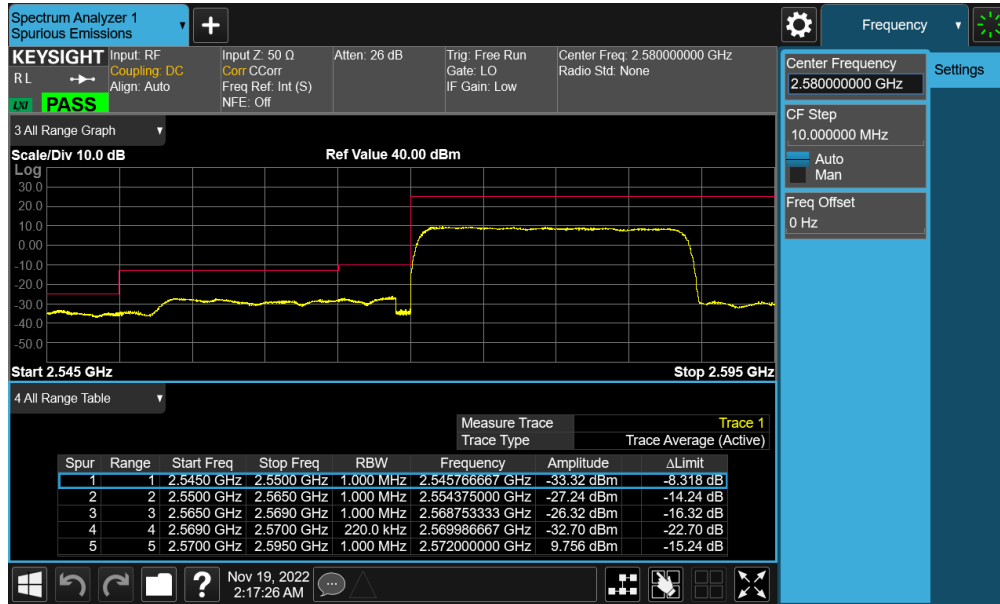 Spectrum Analyzer 1
Spurious Emissions
+
Frequency
KEYSIGHT
R L
LXI
PASS
Input: RF
Coupling: DC
Align: Auto
Input Z: 50 Ω
Corr CCorr
Freq Ref: Int (S)
NFE: Off
Atten: 26 dB
Trig: Free Run
Gate: LO
IF Gain: Low
Center Freq: 2.580000000 GHz
Radio Std: None
Center Frequency
2.580000000 GHz
Settings
CF Step
10.000000 MHz
Auto
Man
Freq Offset
0 Hz
3 All Range Graph
Scale/Div 10.0 dB Ref Value 40.00 dBm
Log
30.0
20.0
10.0
0.00
-10.0
-20.0
-30.0
-40.0
-50.0
Start 2.545 GHz Stop 2.595 GHz
4 All Range Table
Measure Trace Trace 1
Trace Type Trace Average (Active)
Spur Range Start Freq Stop Freq RBW Frequency Amplitude ΔLimit
1 1 2.5450 GHz 2.5500 GHz 1.000 MHz 2.545766667 GHz -33.32 dBm -8.318 dB
2 2 2.5500 GHz 2.5650 GHz 1.000 MHz 2.554375000 GHz -27.24 dBm -14.24 dB
3 3 2.5650 GHz 2.5690 GHz 1.000 MHz 2.568753333 GHz -26.32 dBm -16.32 dB
4 4 2.5690 GHz 2.5700 GHz 220.0 kHz 2.569986667 GHz -32.70 dBm -22.70 dB
5 5 2.5700 GHz 2.5950 GHz 1.000 MHz 2.572000000 GHz 9.756 dBm -15.24 dB
?
Nov 19, 2022
2:17:26 AM